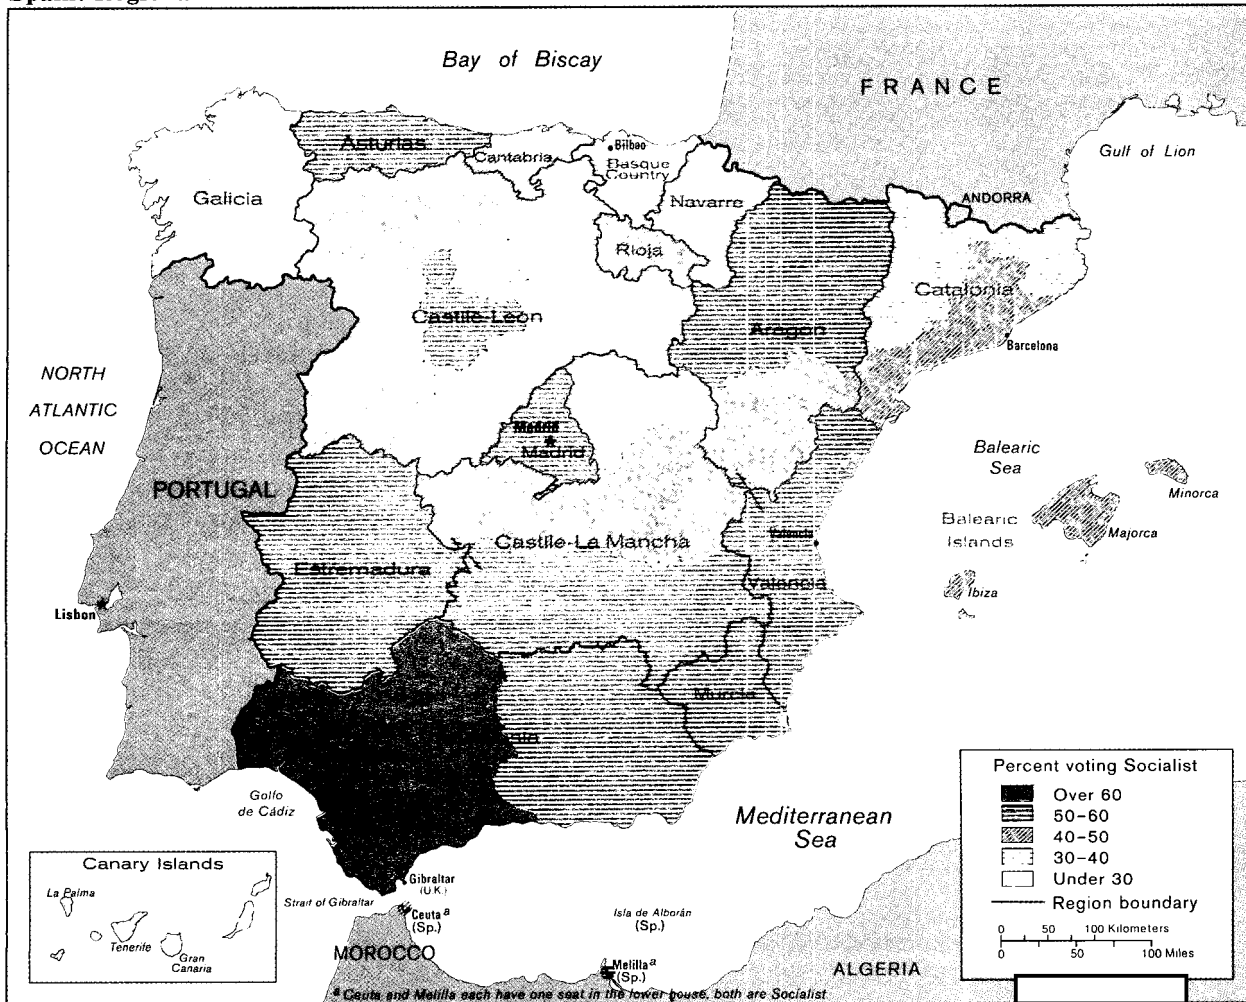 Bay of Biscay
FRANCE
Gulf of Lion
Asturias
Cantabria
Bilbao
Basque
Country
Galicia
Navarre
ANDORRA
Rioja
Catalonia
Castile-Leon
Aragon
Barcelona
NORTH
ATLANTIC
OCEAN
Madrid
Madrid
Balearic
Sea
Minorca
PORTUGAL
Balearic
Islands
Majorca
Valencia
Castile-La Mancha
Estremadura
Valencia
Ibiza
Lisbon
Murcia
Percent voting Socialist
Over 60
50-60
40-50
30-40
Under 30
Region boundary
0 50 100 Kilometers
0 50 100 Miles
Golfo
de Cádiz
Mediterranean
Sea
Canary Islands
La Palma
Tenerife
Gran
Canaria
Gibraltar
(U.K.)
Strait of Gibraltar
Ceuta a
(Sp.)
Isla de Alborán
(Sp.)
MOROCCO
Melilla a
(Sp.)
ALGERIA
a Ceuta and Melilla each have one seat in the lower house, both are Socialist